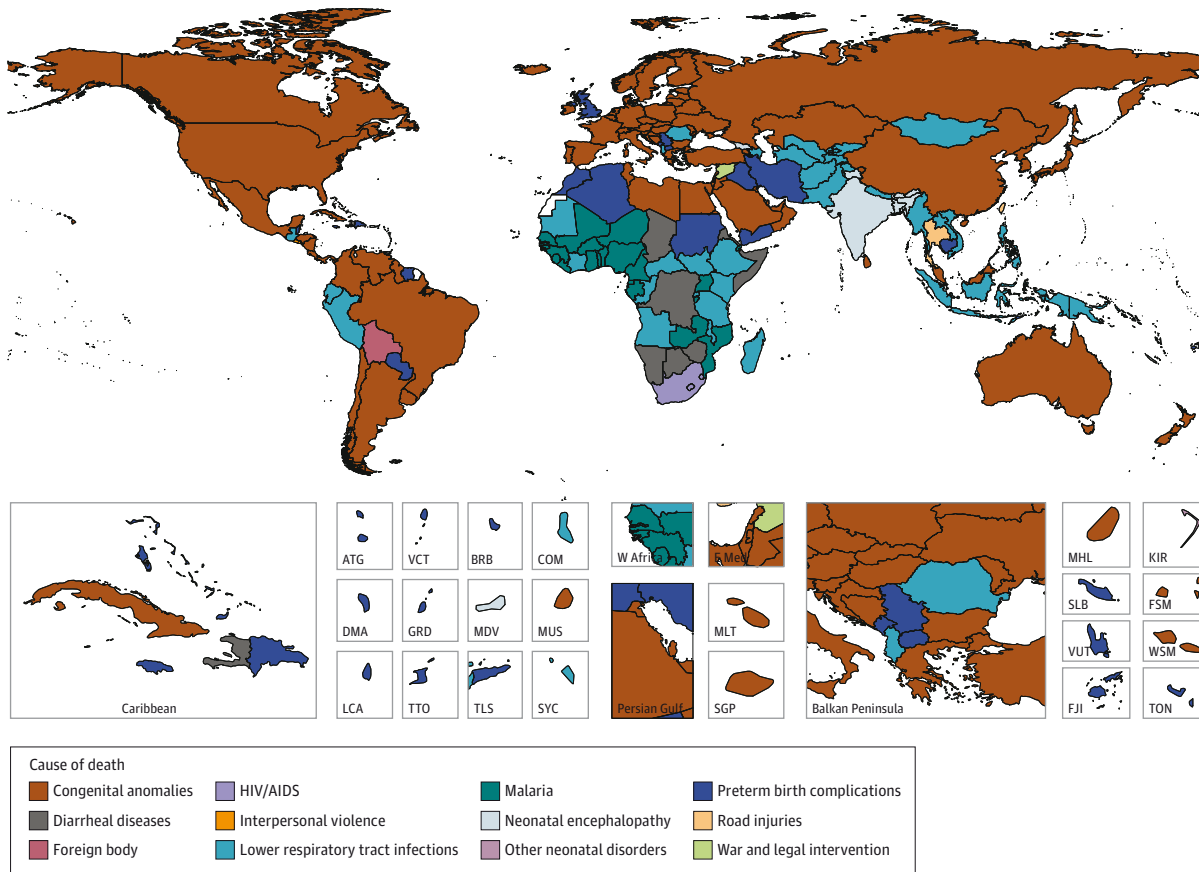 ATG
VCT
BRB
COM
W Africa
E Med
MHL
KIR
DMA
GRD
MDV
MUS
MLT
SLB
FSM
VUT
WSM
Caribbean
LCA
TTO
TLS
SYC
Persian Gulf
SGP
Balkan Peninsula
FJI
TON
Cause of death
Congenital anomalies
HIV/AIDS
Malaria
Preterm birth complications
Diarrheal diseases
Interpersonal violence
Neonatal encephalopathy
Road injuries
Foreign body
Lower respiratory tract infections
Other neonatal disorders
War and legal intervention